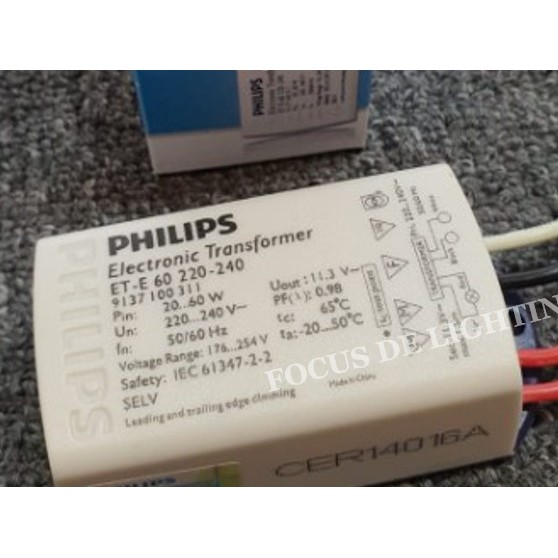 PHILIPS
PHILIPS
PHILIPS
Electronic Transformer
ET-E 60 220-240
9137 100 311
Pin: 20...60 W
Un: 220...240 V~
fn: 50/60 Hz
Voltage Range: 176...254 V
Safety: IEC 61347-2-2
SELV
Leading and trailing edge dimming
Uout: 11.3 V~
PF(λ): 0.98
tc: 65°C
ta: -20...50°C
Made in China
FOCUS DE LIGHTIN
CER14016A
PHILIPS